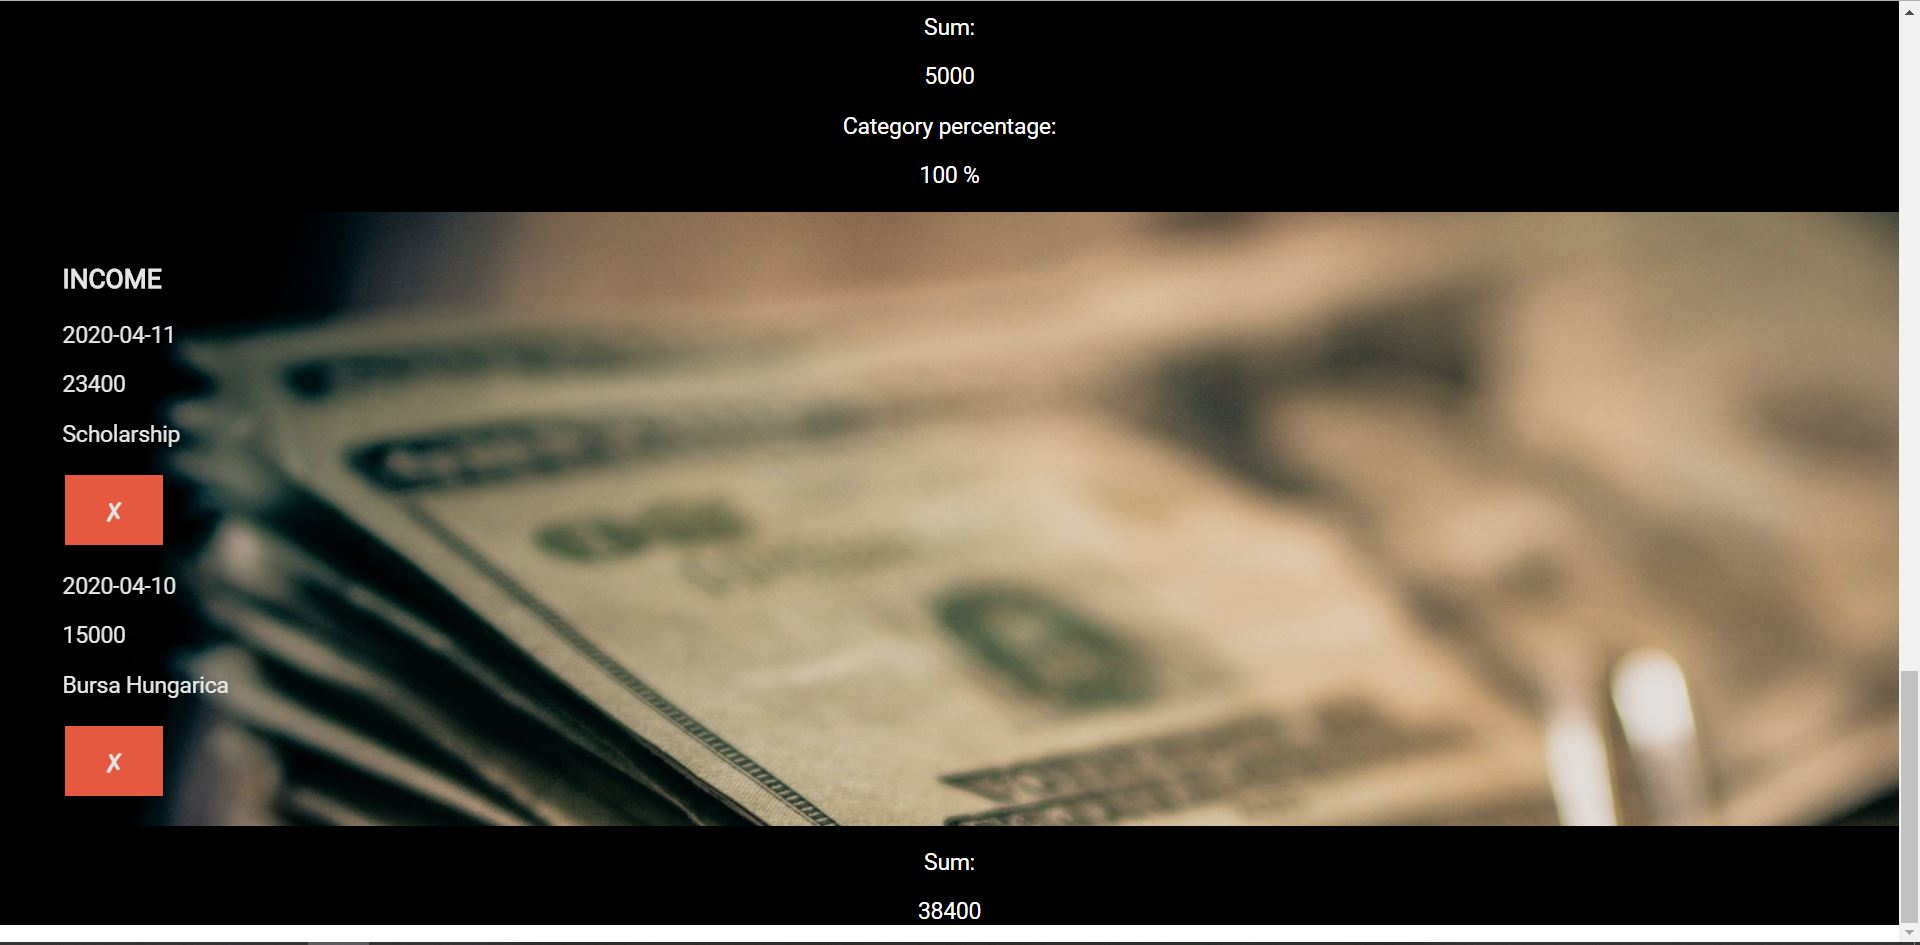 Sum:
5000
Category percentage:
100 %
INCOME
2020-04-11
23400
Scholarship
✗
2020-04-10
15000
Bursa Hungarica
✗
Sum:
38400